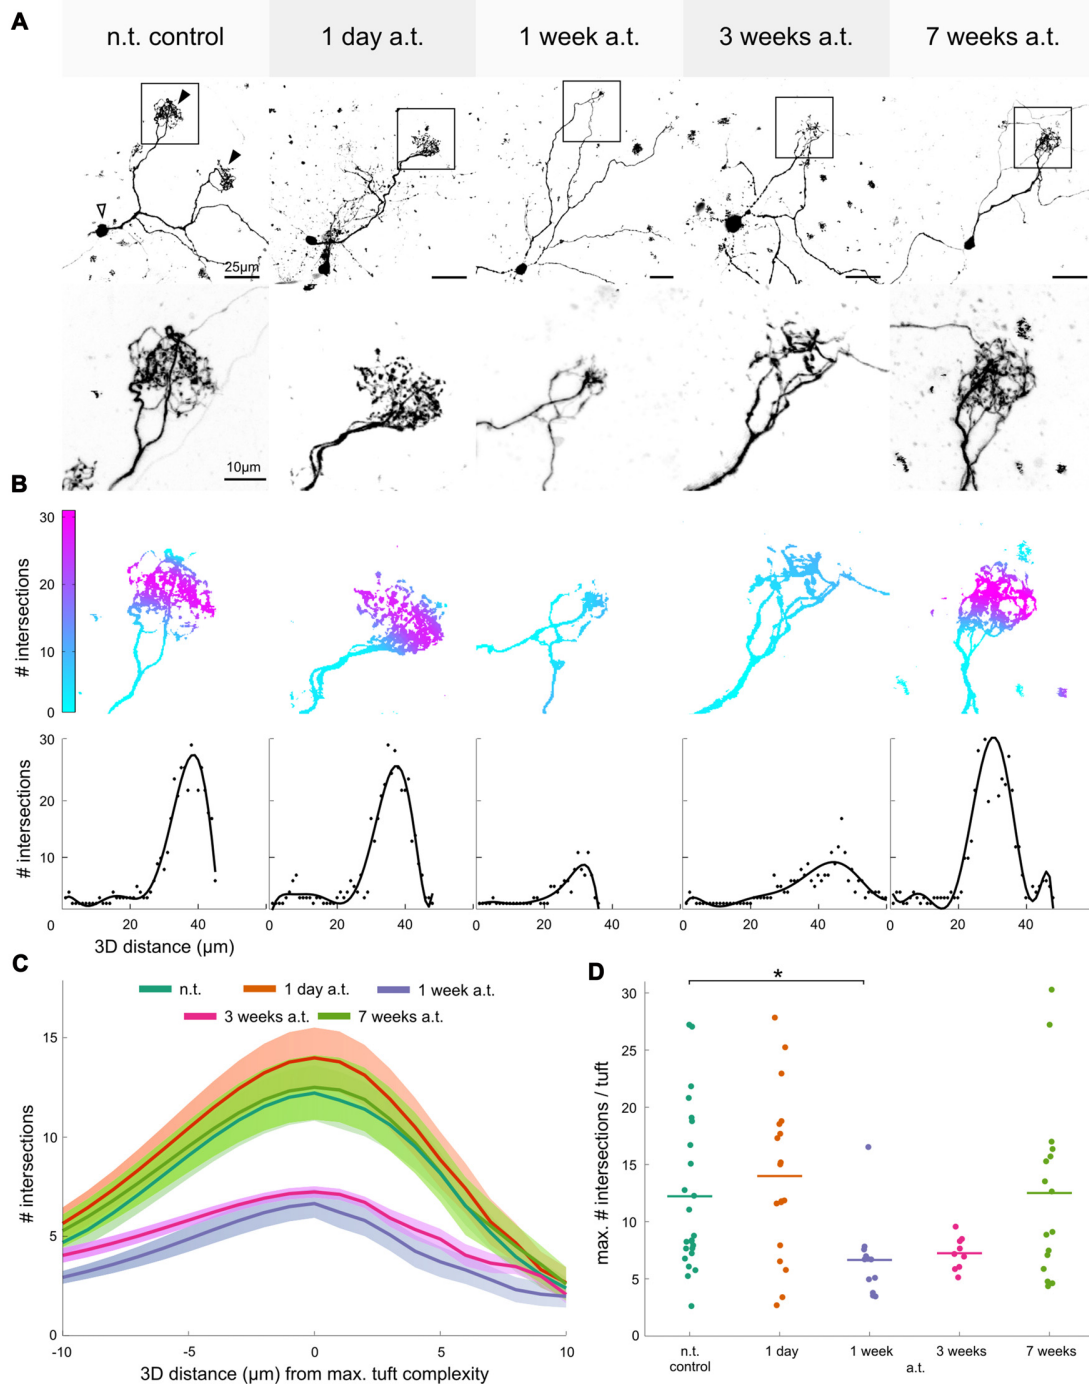 A
n.t. control 1 day a.t. 1 week a.t. 3 weeks a.t. 7 weeks a.t.
25µm
10µm
B
30
20
10
0
# intersections
30
20
10
0
# intersections
0 20 40 0 20 40 0 20 40 0 20 40 0 20 40
3D distance (µm)
C
n.t. 1 day a.t. 1 week a.t.
3 weeks a.t. 7 weeks a.t.
15
10
5
0
# intersections
-10 -5 0 5 10
3D distance (µm) from max. tuft complexity
D
*
30
25
20
15
10
5
0
max. # intersections / tuft
n.t. control 1 day 1 week 3 weeks 7 weeks
a.t.